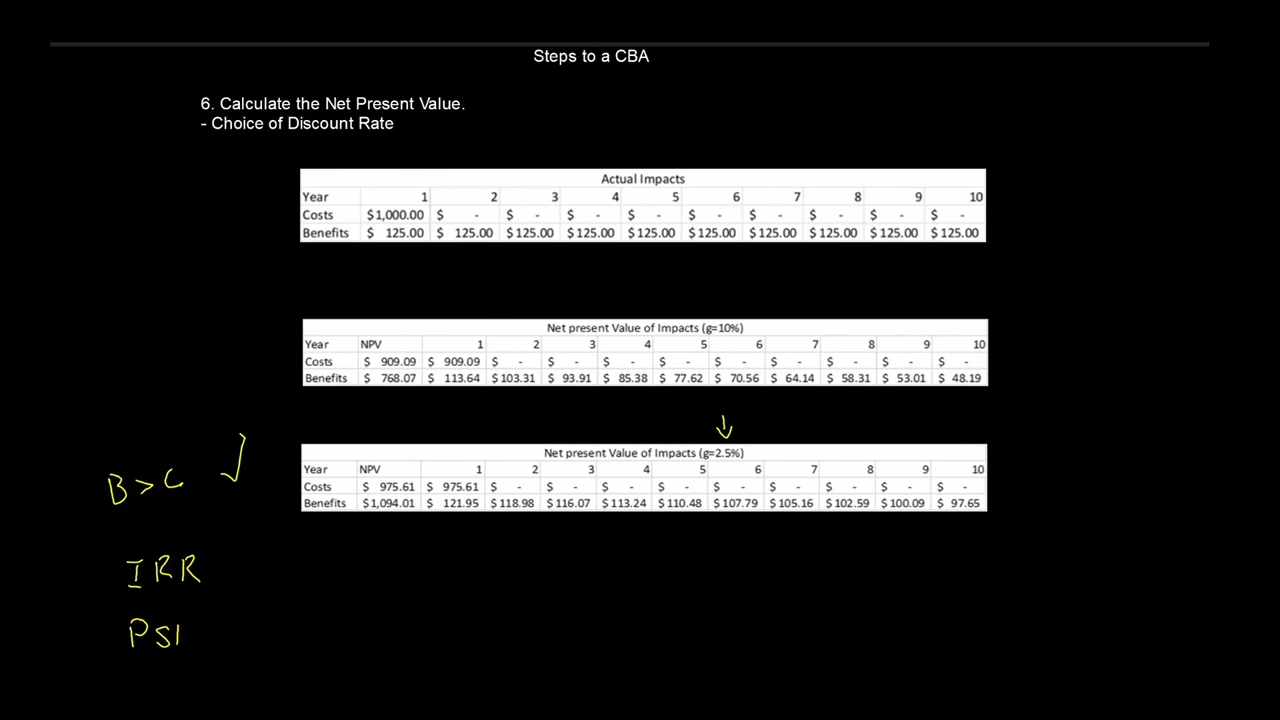 Steps to a CBA
6. Calculate the Net Present Value.
- Choice of Discount Rate
Actual Impacts
Year 1 2 3 4 5 6 7 8 9 10
Costs $1,000.00 $ - $ - $ - $ - $ - $ - $ - $ - $ -
Benefits $ 125.00 $ 125.00 $125.00 $125.00 $125.00 $125.00 $125.00 $125.00 $125.00 $125.00
Net present Value of Impacts (g=10%)
Year NPV 1 2 3 4 5 6 7 8 9 10
Costs $ 909.09 $ 909.09 $ - $ - $ - $ - $ - $ - $ - $ - $ -
Benefits $ 768.07 $ 113.64 $103.31 $ 93.91 $ 85.38 $ 77.62 $ 70.56 $ 64.14 $ 58.31 $ 53.01 $ 48.19
Net present Value of Impacts (g=2.5%)
Year NPV 1 2 3 4 5 6 7 8 9 10
Costs $ 975.61 $ 975.61 $ - $ - $ - $ - $ - $ - $ - $ - $ -
Benefits $1,094.01 $ 121.95 $118.98 $116.07 $113.24 $110.48 $107.79 $105.16 $102.59 $100.09 $ 97.65
B > C √
IRR
PSI